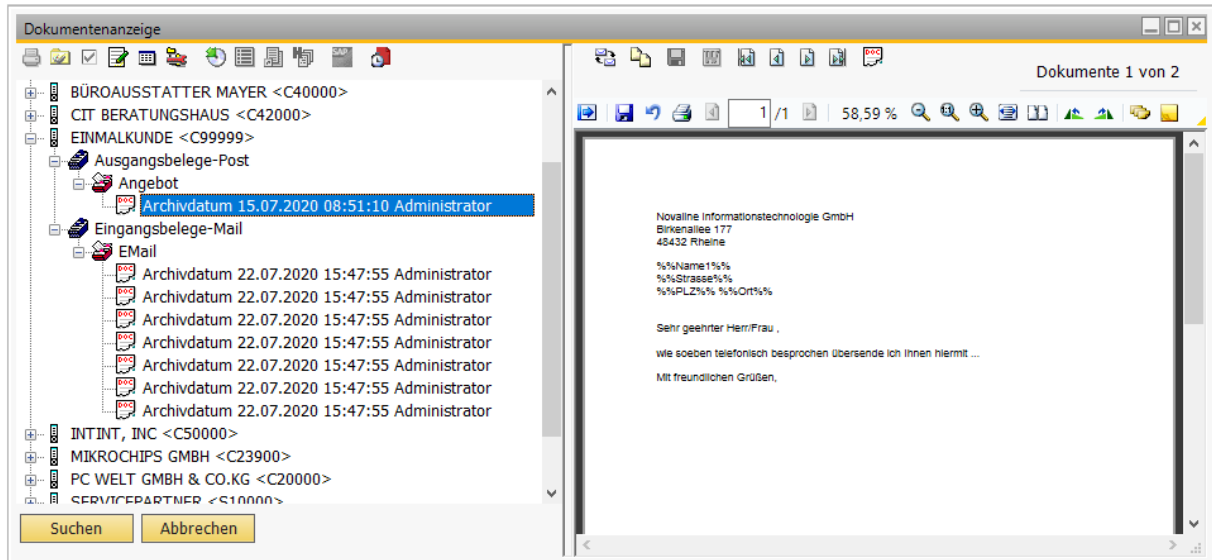 Dokumentenanzeige
Dokumente 1 von 2
BÜROAUSSTATTER MAYER <C40000>
CIT BERATUNGSHAUS <C42000>
EINMALKUNDE <C99999>
Ausgangsbelege-Post
Angebot
Archivdatum 15.07.2020 08:51:10 Administrator
Eingangsbelege-Mail
EMail
Archivdatum 22.07.2020 15:47:55 Administrator
Archivdatum 22.07.2020 15:47:55 Administrator
Archivdatum 22.07.2020 15:47:55 Administrator
Archivdatum 22.07.2020 15:47:55 Administrator
Archivdatum 22.07.2020 15:47:55 Administrator
Archivdatum 22.07.2020 15:47:55 Administrator
Archivdatum 22.07.2020 15:47:55 Administrator
INTINT, INC <C50000>
MIKROCHIPS GMBH <C23900>
PC WELT GMBH & CO.KG <C20000>
SERVICEPARTNER <S10000>
Suchen Abbrechen
1 /1 58,59 %
Novaline Informationstechnologie GmbH
Birkenallee 177
48432 Rheine
%%Name1%%
%%Strasse%%
%%PLZ%% %%Ort%%
Sehr geehrter Herr/Frau ,
wie soeben telefonisch besprochen übersende ich Ihnen hiermit ...
Mit freundlichen Grüßen,